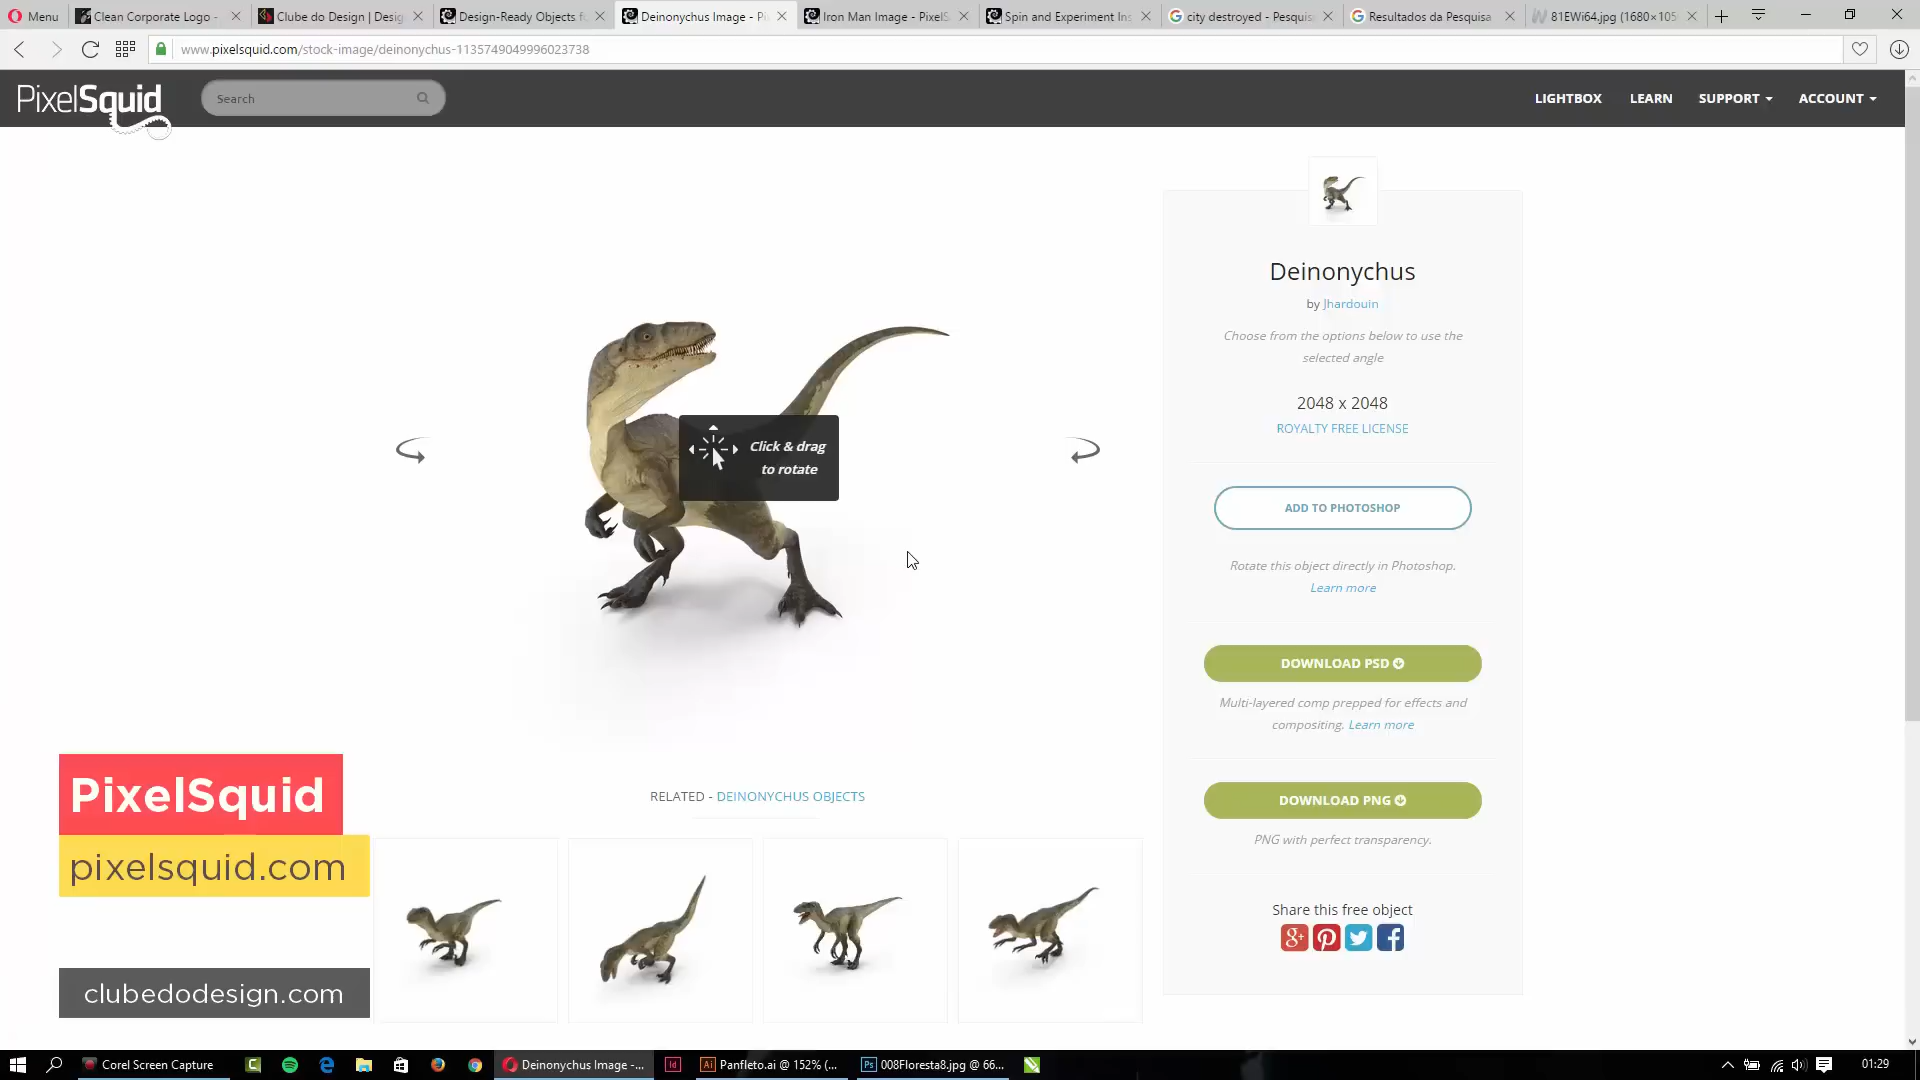 Menu
Clean Corporate Logo -
Clube do Design | Desig
Design-Ready Objects f
Deinonychus Image - Pi
Iron Man Image - PixelS
Spin and Experiment Ins
city destroyed - Pesquis
Resultados da Pesquisa
81EWi64.jpg (1680×105
www.pixelsquid.com/stock-image/deinonychus-1135749049996023738
PixelSquid
Search
LIGHTBOX
LEARN
SUPPORT
ACCOUNT
Click & drag
to rotate
Deinonychus
by Jhardouin
Choose from the options below to use the
selected angle
2048 x 2048
ROYALTY FREE LICENSE
ADD TO PHOTOSHOP
Rotate this object directly in Photoshop.
Learn more
DOWNLOAD PSD
Multi-layered comp prepped for effects and
compositing. Learn more
DOWNLOAD PNG
PNG with perfect transparency.
Share this free object
RELATED - DEINONYCHUS OBJECTS
PixelSquid
pixelsquid.com
clubedodesign.com
Corel Screen Capture
Deinonychus Image -...
Id
Ai
Panfleto.ai @ 152% (...
Ps
008Floresta8.jpg @ 66...
01:29